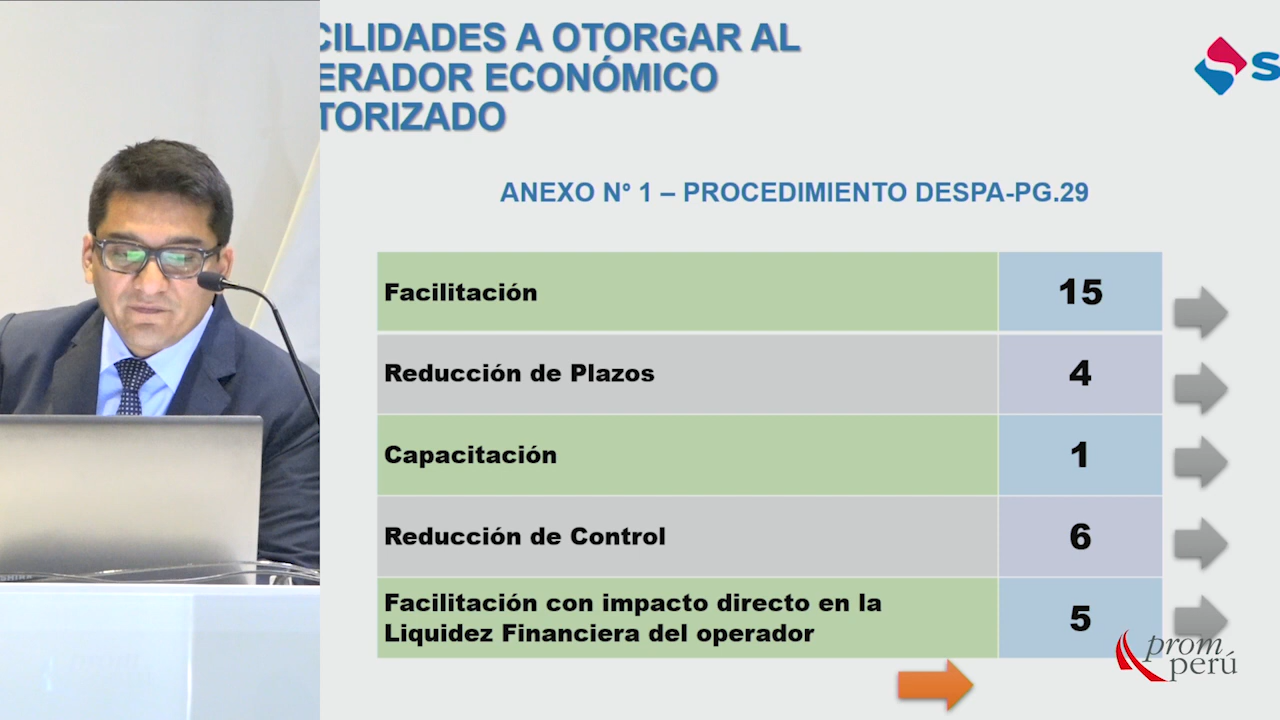 CILIDADES A OTORGAR AL
ERADOR ECONÓMICO
TORIZADO
S
ANEXO Nº 1 – PROCEDIMIENTO DESPA-PG.29
Facilitación 15
Reducción de Plazos 4
Capacitación 1
Reducción de Control 6
Facilitación con impacto directo en la
Liquidez Financiera del operador 5
prom
perú